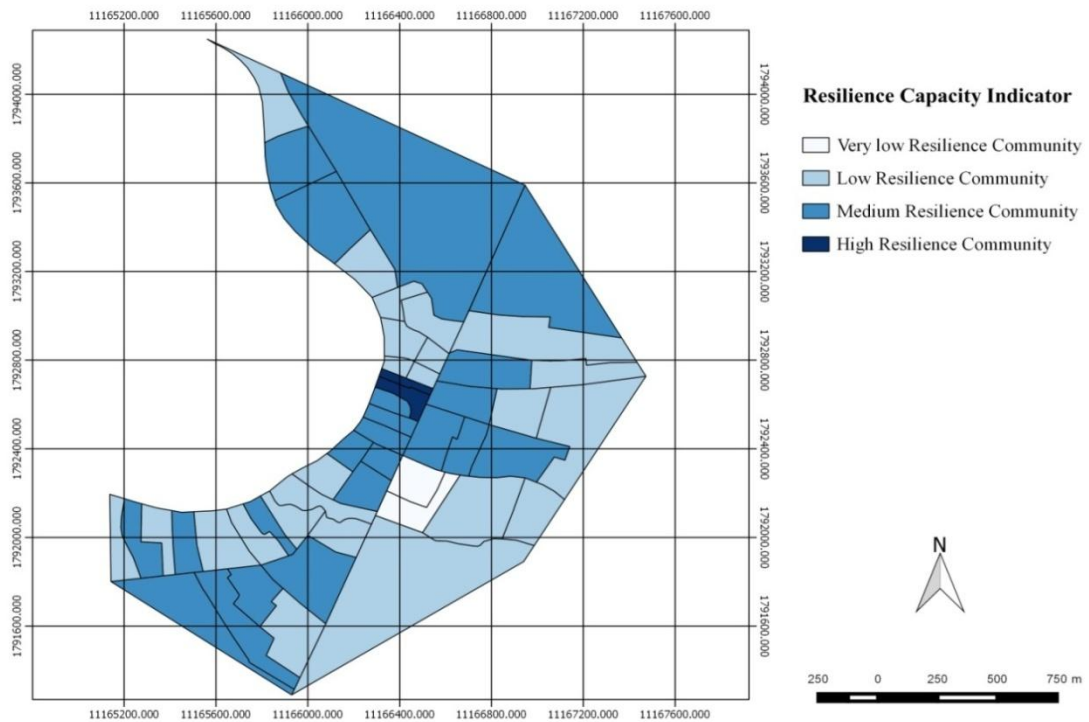 11165200.000 11165600.000 11166000.000 11166400.000 11166800.000 11167200.000 11167600.000
1794000.000 1794000.000
1793600.000 1793600.000
1793200.000 1793200.000
1792800.000 1792800.000
1792400.000 1792400.000
1792000.000 1792000.000
1791600.000 1791600.000
11165200.000 11165600.000 11166000.000 11166400.000 11166800.000 11167200.000 11167600.000
Resilience Capacity Indicator
Very low Resilience Community
Low Resilience Community
Medium Resilience Community
High Resilience Community
N
250 0 250 500 750 m